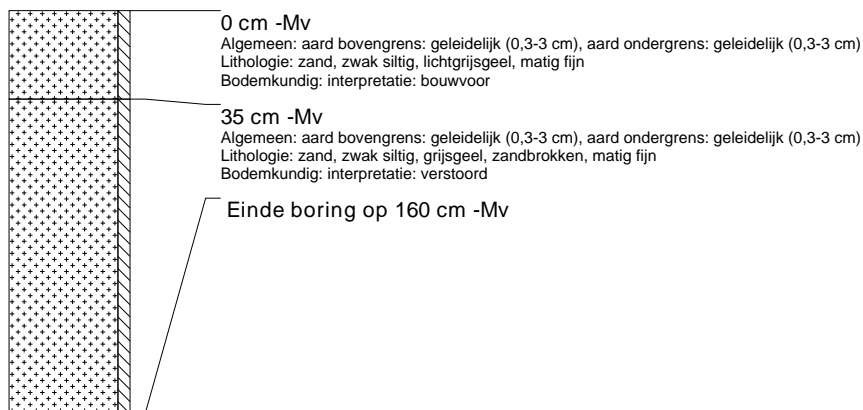 0 cm -Mv
Algemeen: aard bovengrens: geleidelijk (0,3-3 cm), aard ondergrens: geleidelijk (0,3-3 cm)
Lithologie: zand, zwak siltig, lichtgrijsgeel, matig fijn
Bodemkundig: interpretatie: bouwvoor
35 cm -Mv
Algemeen: aard bovengrens: geleidelijk (0,3-3 cm), aard ondergrens: geleidelijk (0,3-3 cm)
Lithologie: zand, zwak siltig, grijsgeel, zandbrokken, matig fijn
Bodemkundig: interpretatie: verstoord
Einde boring op 160 cm -Mv